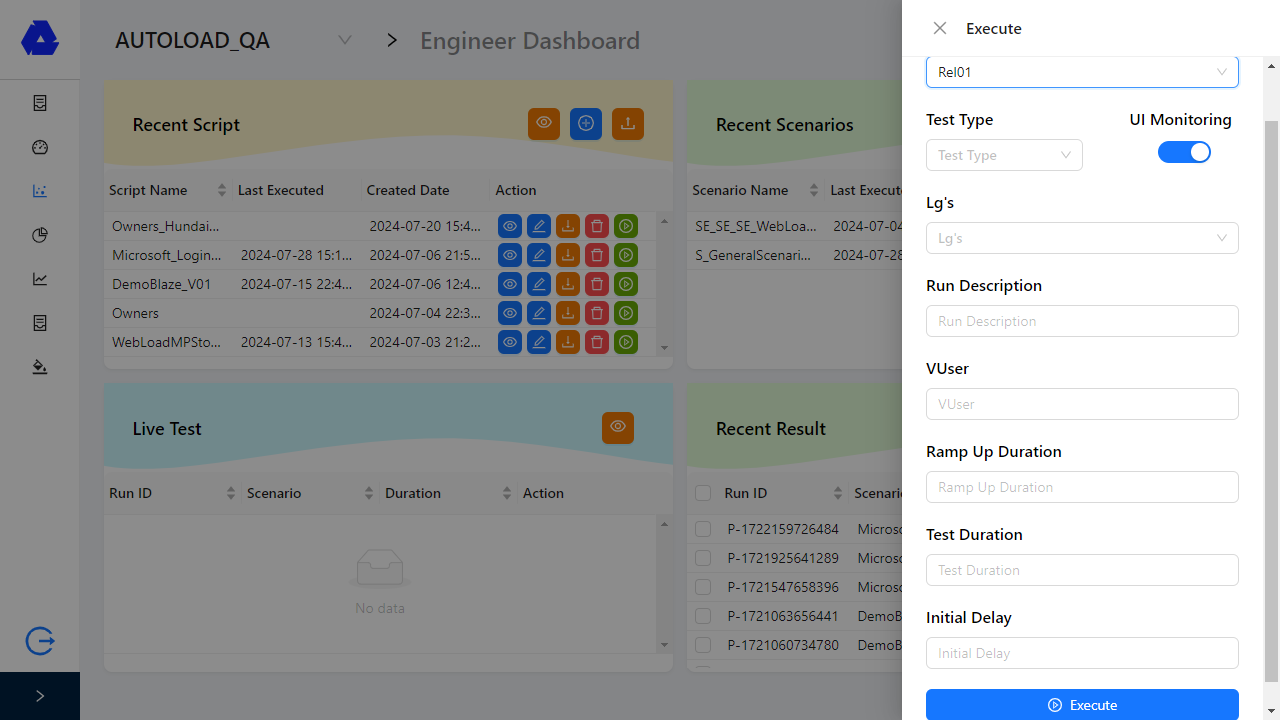 AUTOLOAD_QA
Engineer Dashboard
Recent Script
Script Name
Last Executed
Created Date
Action
Owners_Hundai...
2024-07-20 15:4...
Microsoft_Login...
2024-07-28 15:1...
2024-07-06 21:5...
DemoBlaze_V01
2024-07-15 22:4...
2024-07-06 12:4...
Owners
2024-07-04 22:3...
WebLoadMPSto...
2024-07-13 15:4...
2024-07-03 21:2...
Recent Scenarios
Scenario Name
Last Execute
SE_SE_SE_WebLoa...
2024-07-04
S_GeneralScenari...
2024-07-28
Live Test
Run ID
Scenario
Duration
Action
No data
Recent Result
Run ID
Scenario
P-1722159726484
Microso
P-1721925641289
Microso
P-1721547658396
Microso
P-1721063656441
DemoB
P-1721060734780
DemoB
Execute
Rel01
Test Type
UI Monitoring
Test Type
Lg's
Lg's
Run Description
Run Description
VUser
VUser
Ramp Up Duration
Ramp Up Duration
Test Duration
Test Duration
Initial Delay
Initial Delay
Execute